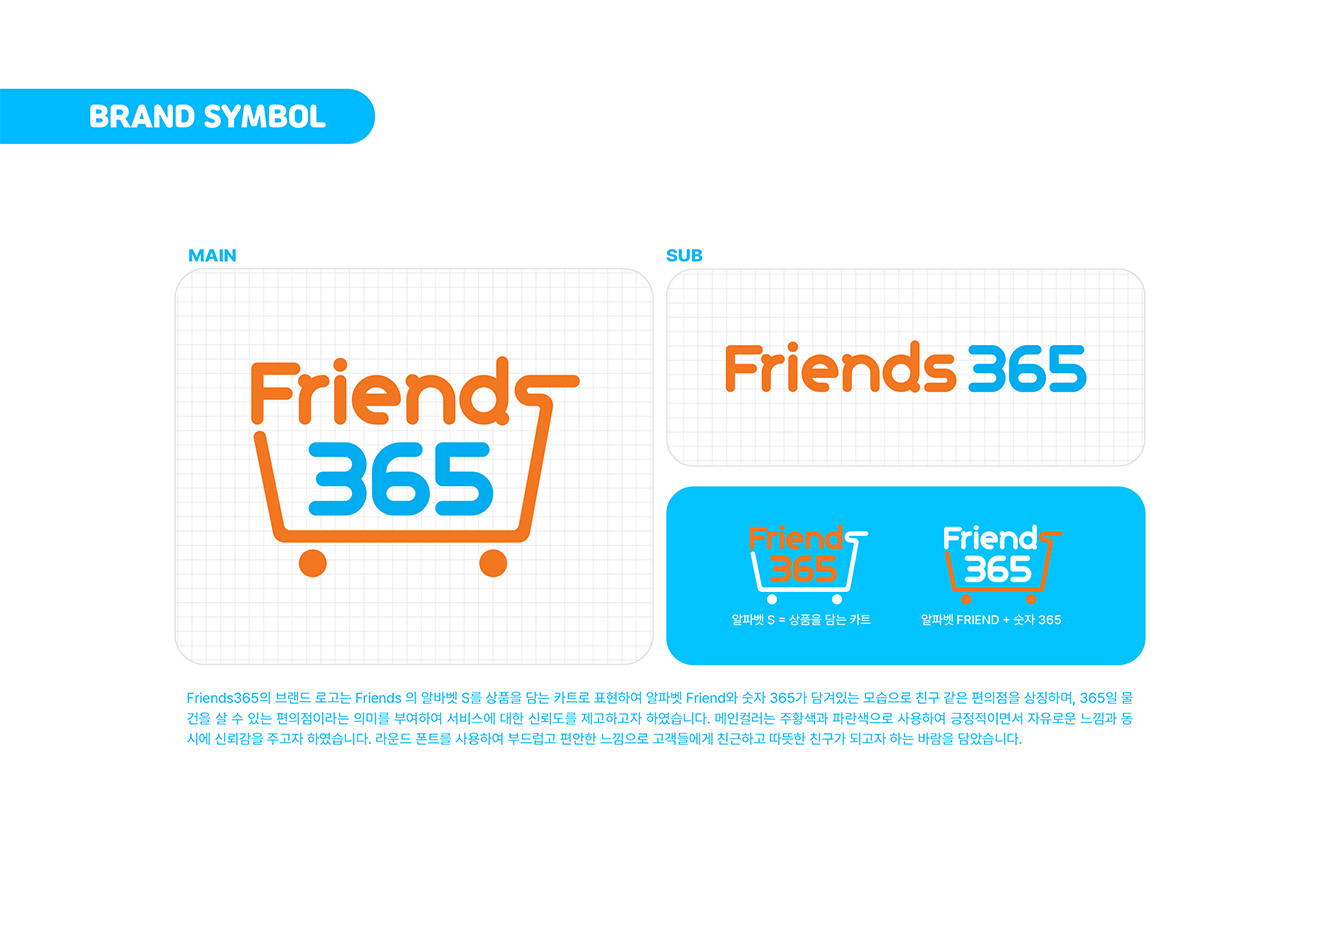 BRAND SYMBOL
MAIN
Friends
365
SUB
Friends 365
Friends
365
알파벳 S = 상품을 담는 카트
Friends
365
알파벳 FRIEND + 숫자 365
Friends365의 브랜드 로고는 Friends 의 알바벳 S를 상품을 담는 카트로 표현하여 알파벳 Friend와 숫자 365가 담겨있는 모습으로 친구 같은 편의점을 상징하며, 365일 물
건을 살 수 있는 편의점이라는 의미를 부여하여 서비스에 대한 신뢰도를 제고하고자 하였습니다. 메인컬러는 주황색과 파란색으로 사용하여 긍정적이면서 자유로운 느낌과 동
시에 신뢰감을 주고자 하였습니다. 라운드 폰트를 사용하여 부드럽고 편안한 느낌으로 고객들에게 친근하고 따뜻한 친구가 되고자 하는 바람을 담았습니다.